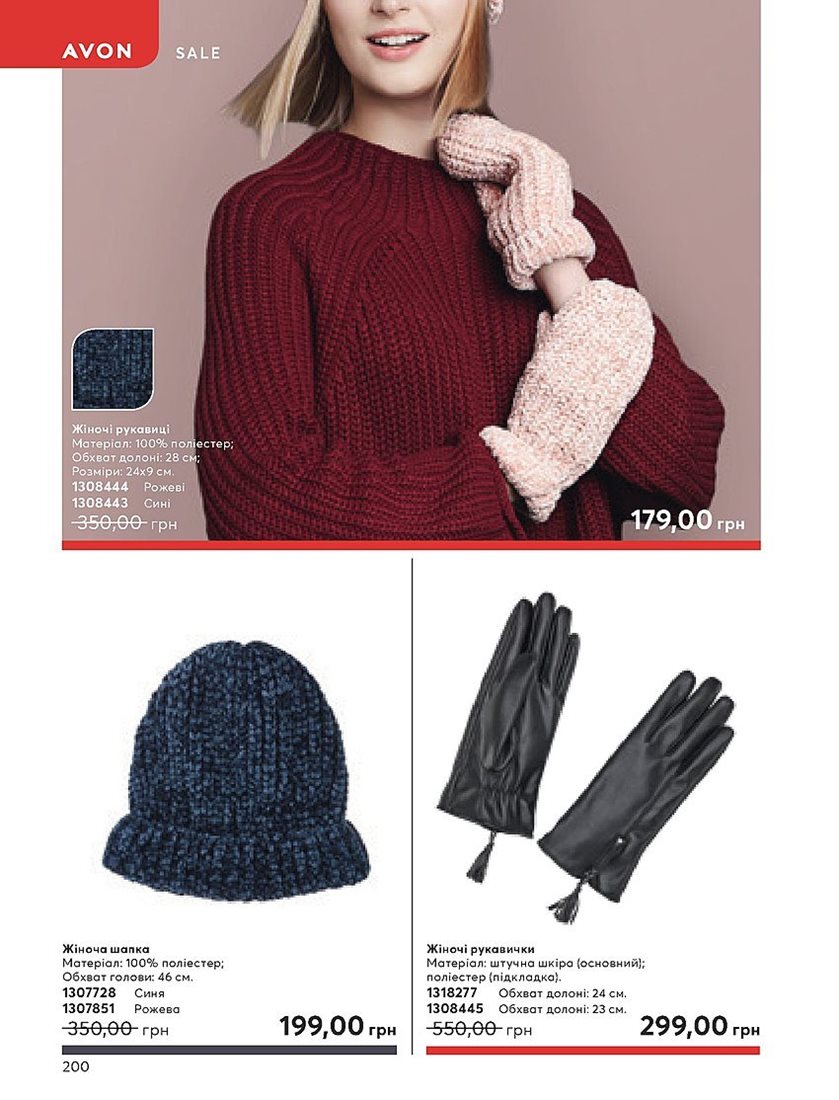 AVON SALE
Жіночі рукавиці
Матеріал: 100% поліестер;
Обхват долоні: 28 см;
Розміри: 24х9 см.
1308444 Рожеві
1308443 Сині
350,00 грн
179,00 грн
Жіноча шапка
Матеріал: 100% поліестер;
Обхват голови: 46 см.
1307728 Синя
1307851 Рожева
350,00 грн
199,00 грн
Жіночі рукавички
Матеріал: штучна шкіра (основний);
поліестер (підкладка).
1318277 Обхват долоні: 24 см.
1308445 Обхват долоні: 23 см.
550,00 грн
299,00 грн
200